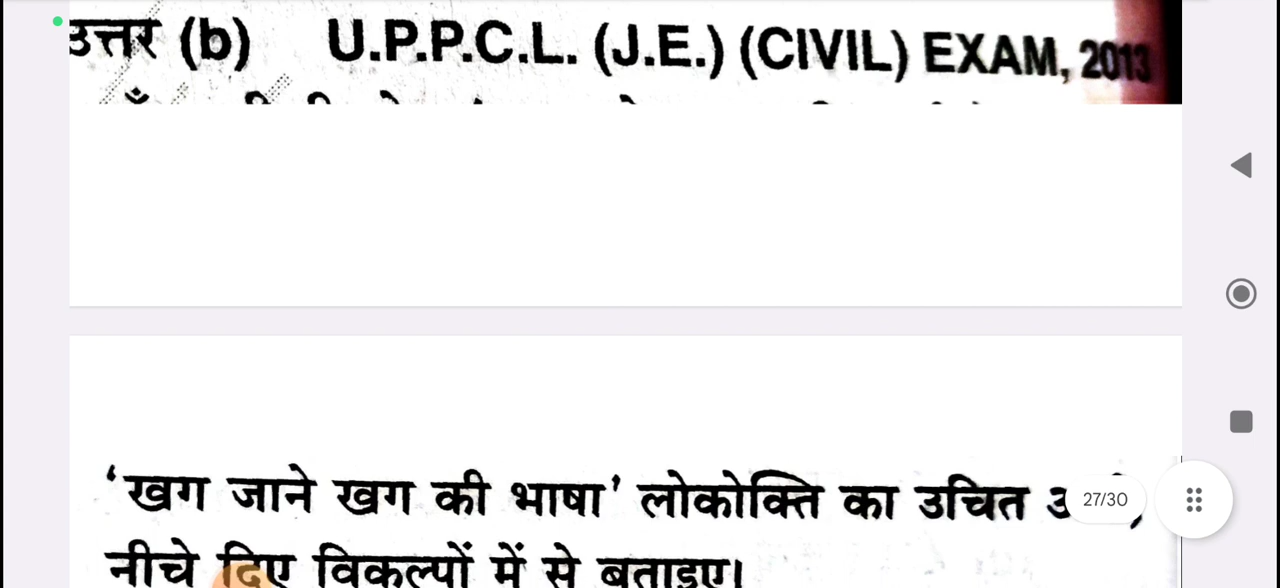 उत्तर (b) U.P.P.C.L. (J.E.) (CIVIL) EXAM, 2013
'खग जाने खग की भाषा' लोकोक्ति का उचित
27/30
नीचे दिए विकल्पों में से बताइए।